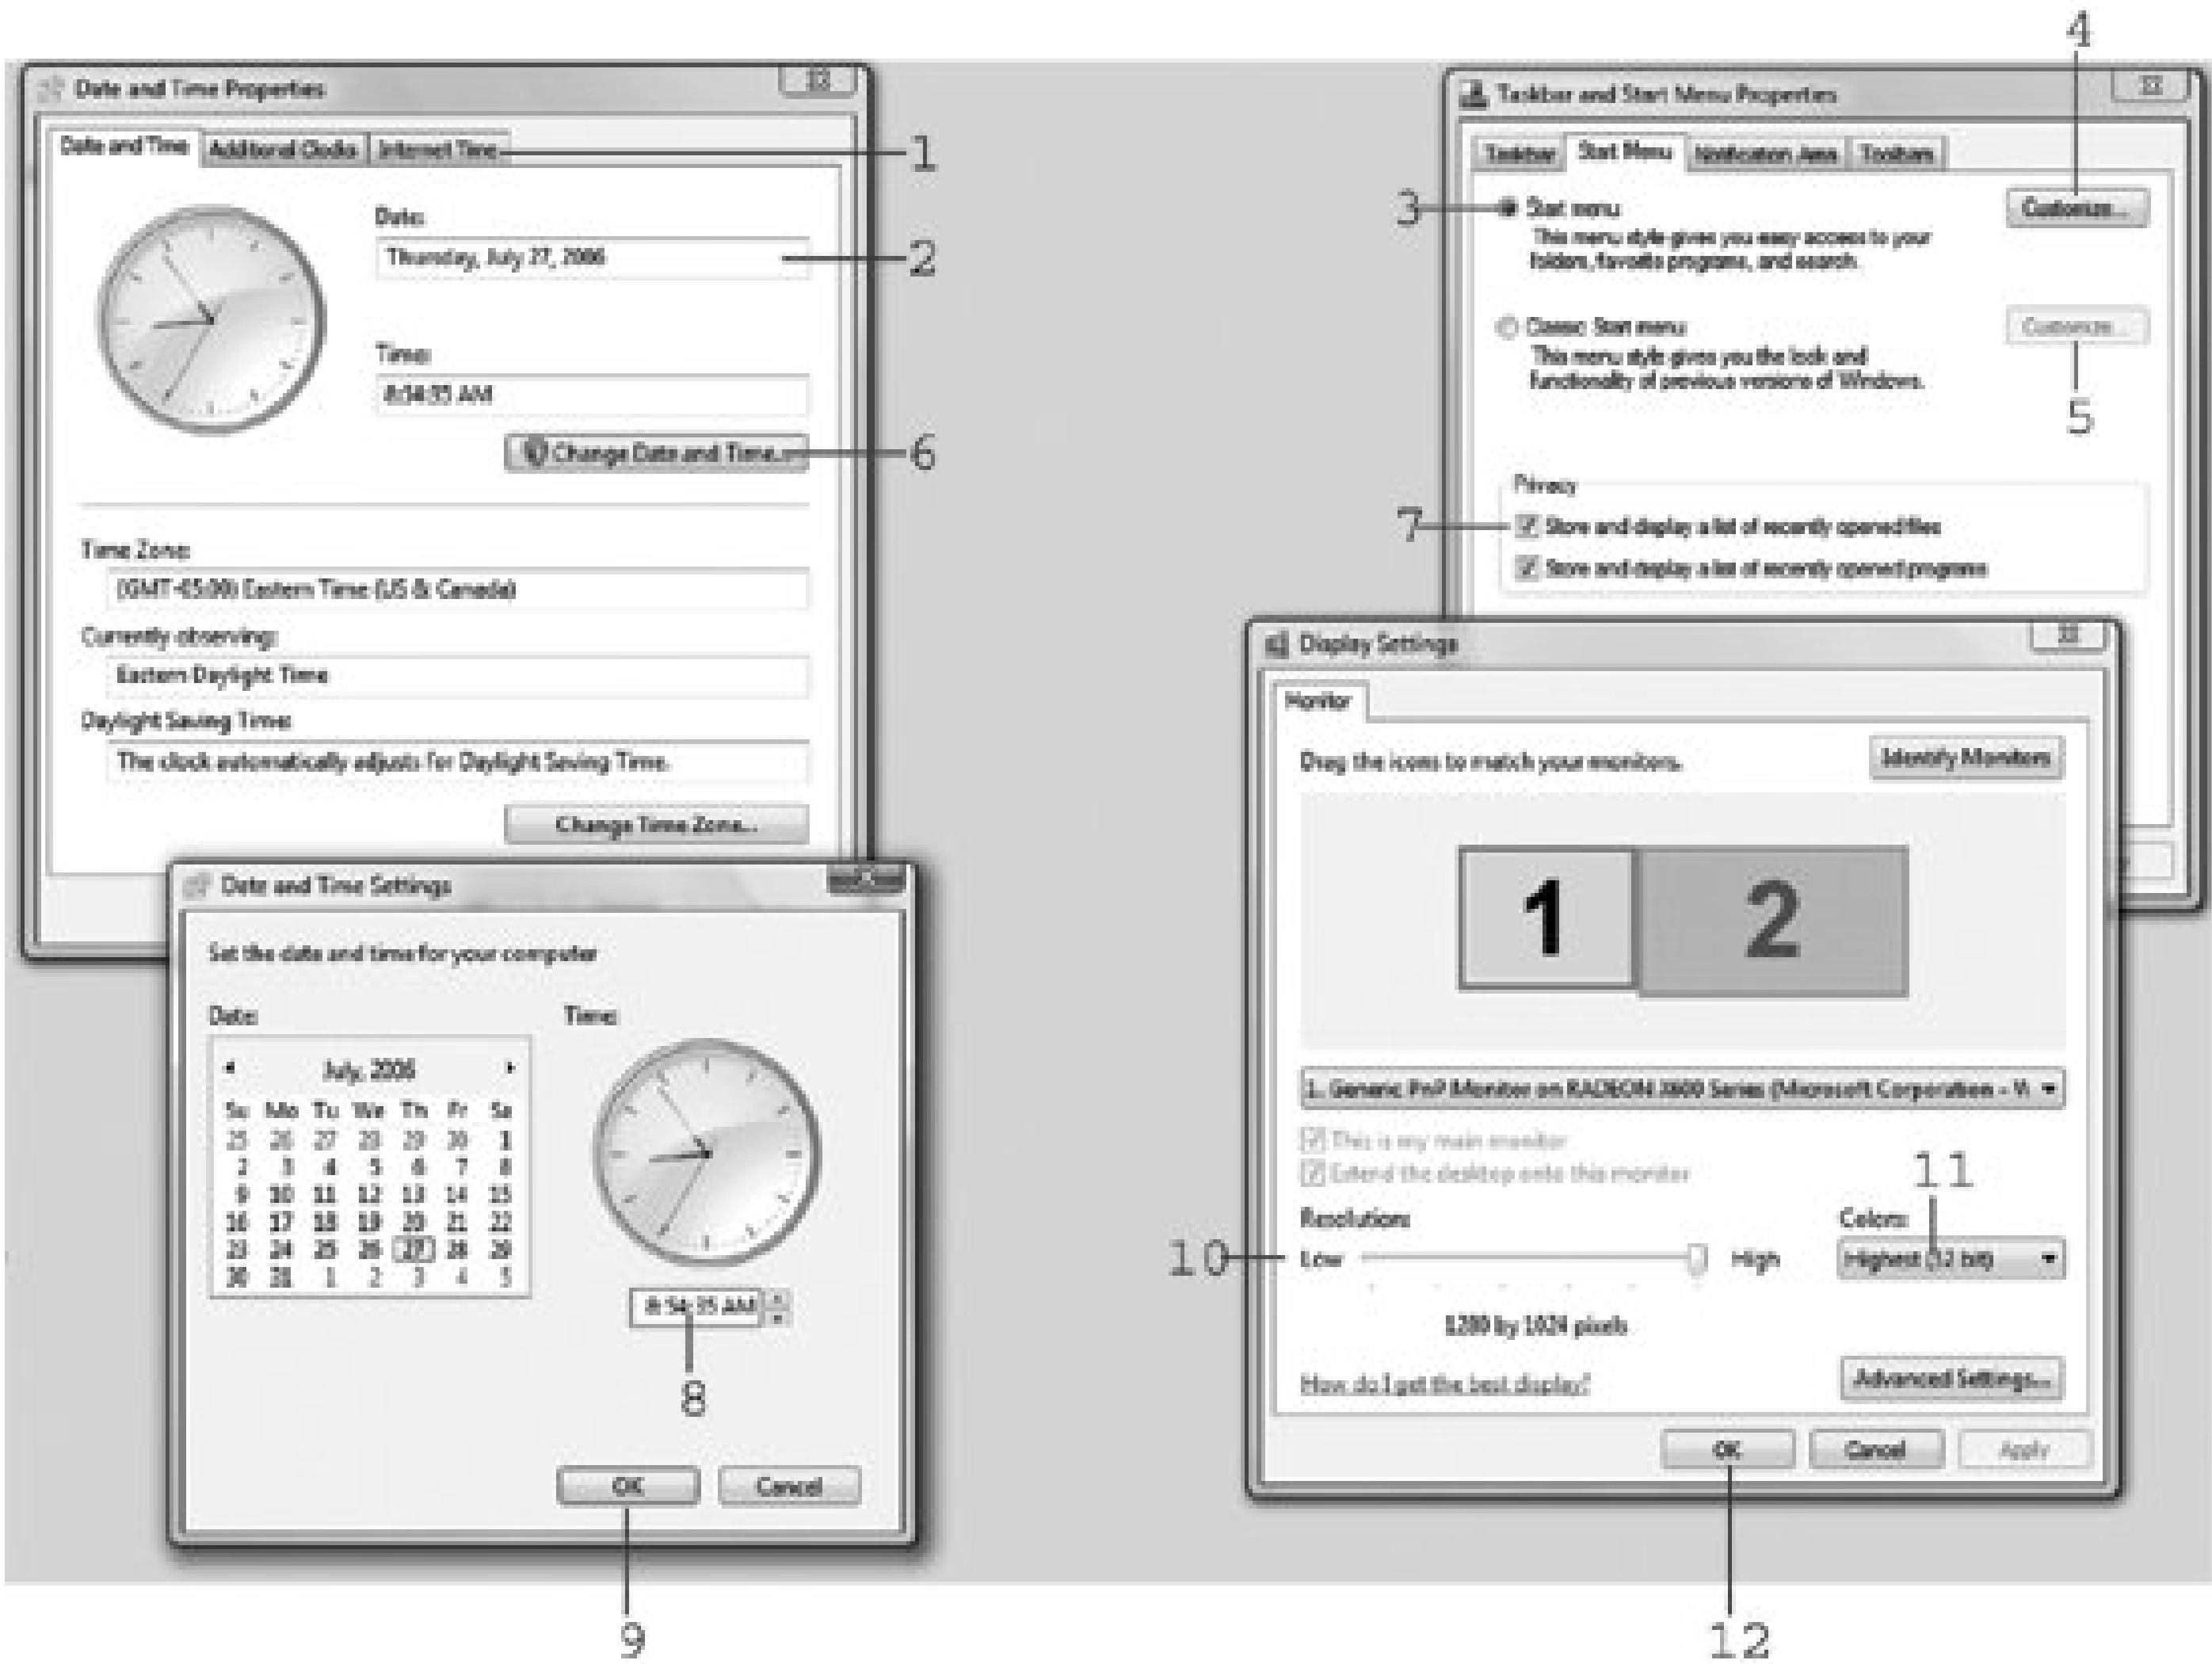 4
Date and Time Properties
Date and Time Additional Clocks Internet Time
1
Date:
Thursday, July 27, 2006
2
Time:
8:54:35 AM
Change Date and Time...
6
Time Zone:
(GMT-05:00) Eastern Time (US & Canada)
Currently observing:
Eastern Daylight Time
Daylight Saving Time:
The clock automatically adjusts for Daylight Saving Time.
Change Time Zone...
Taskbar and Start Menu Properties
Taskbar Start Menu Notification Area Toolbars
3
Start menu
Customize...
This menu style gives you easy access to your
folders, favorite programs, and search.
Classic Start menu
Customize...
This menu style gives you the look and
functionality of previous versions of Windows.
5
Privacy
7
Store and display a list of recently opened files
Store and display a list of recently opened programs
Date and Time Settings
Set the date and time for your computer
Date:
Time:
July, 2006
Su Mo Tu We Th Fr Sa
25 26 27 28 29 30 1
2 3 4 5 6 7 8
9 10 11 12 13 14 15
16 17 18 19 20 21 22
23 24 25 26 27 28 29
30 31 1 2 3 4 5
8:54:35 AM
8
OK Cancel
9
Display Settings
Monitor
Drag the icons to match your monitors.
Identify Monitors
1 2
1. Generic PnP Monitor on RADEON X600 Series (Microsoft Corporation - W
This is my main monitor
Extend the desktop onto this monitor
11
Resolution:
Colors:
10
Low High
Highest (32 bit)
1280 by 1024 pixels
How do I get the best display?
Advanced Settings...
OK Cancel Apply
12